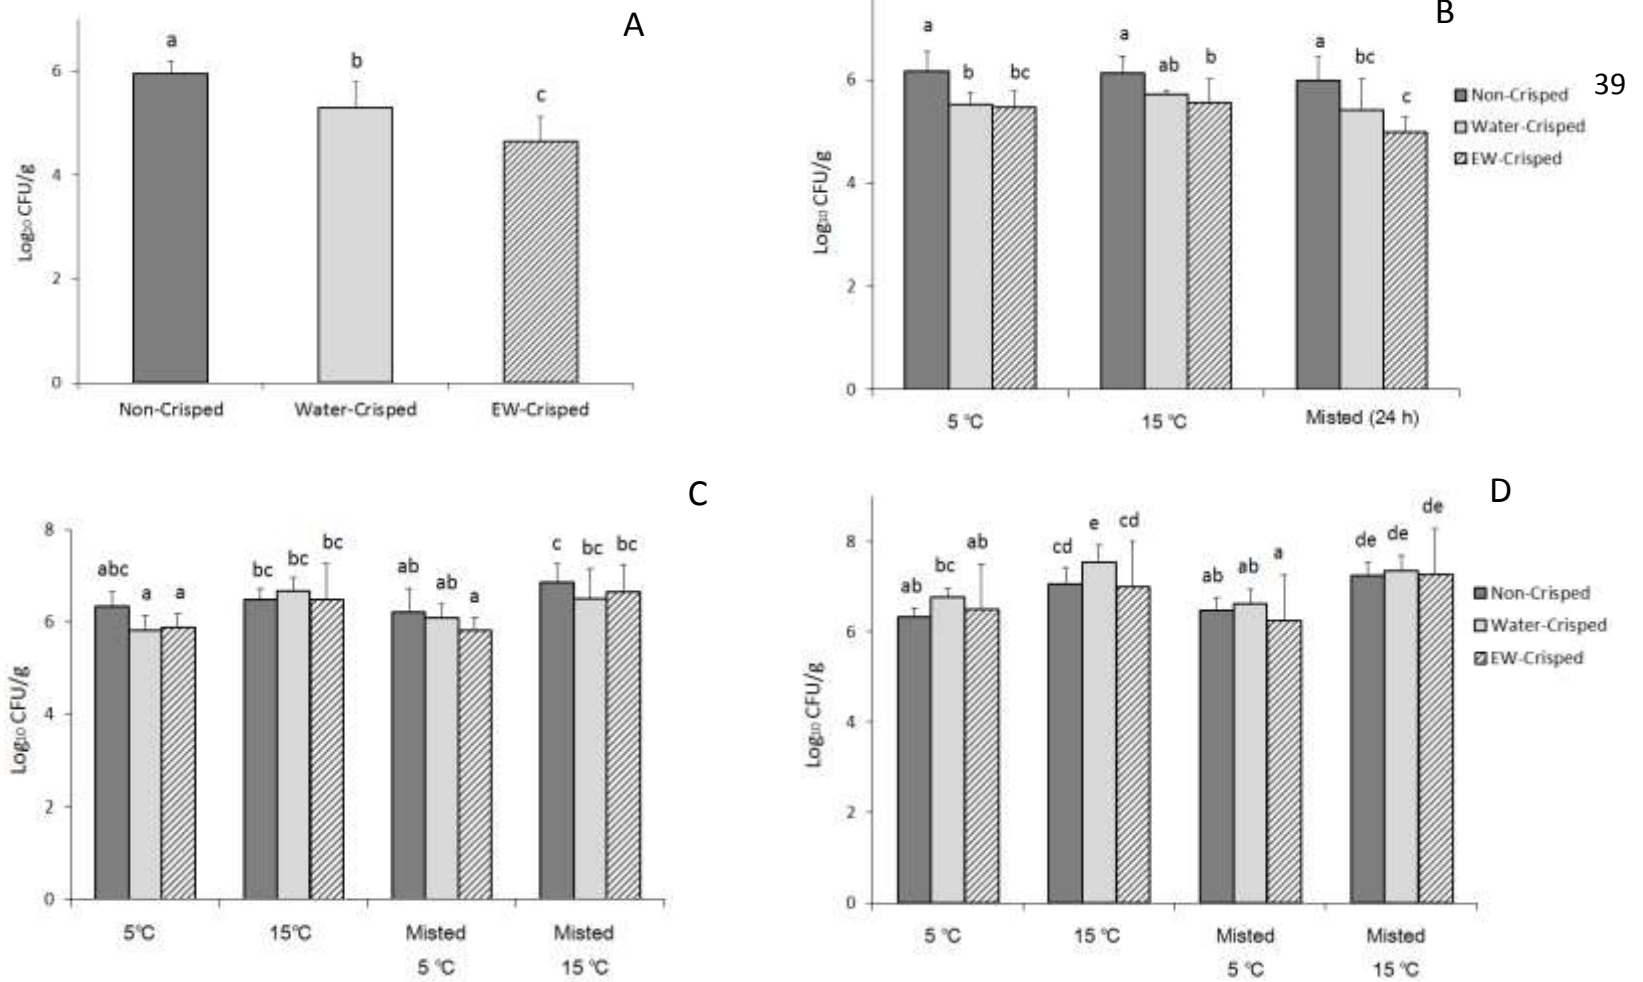 A
a
b
c
6
4
2
0
Log₁₀ CFU/g
Non-Crisped Water-Crisped EW-Crisped
B
39
a b bc
a ab b
a bc c
6
4
2
0
Log₁₀ CFU/g
5 °C 15 °C Misted (24 h)
Non-Crisped
Water-Crisped
EW-Crisped
C
abc a a
bc bc bc
ab ab a
c bc bc
8
6
4
2
0
Log₁₀ CFU/g
5°C 15°C Misted Misted
5 °C 15 °C
D
ab bc ab
cd e cd
ab ab a
de de de
8
6
4
2
0
Log₁₀ CFU/g
5 °C 15 °C Misted Misted
5 °C 15 °C
Non-Crisped
Water-Crisped
EW-Crisped